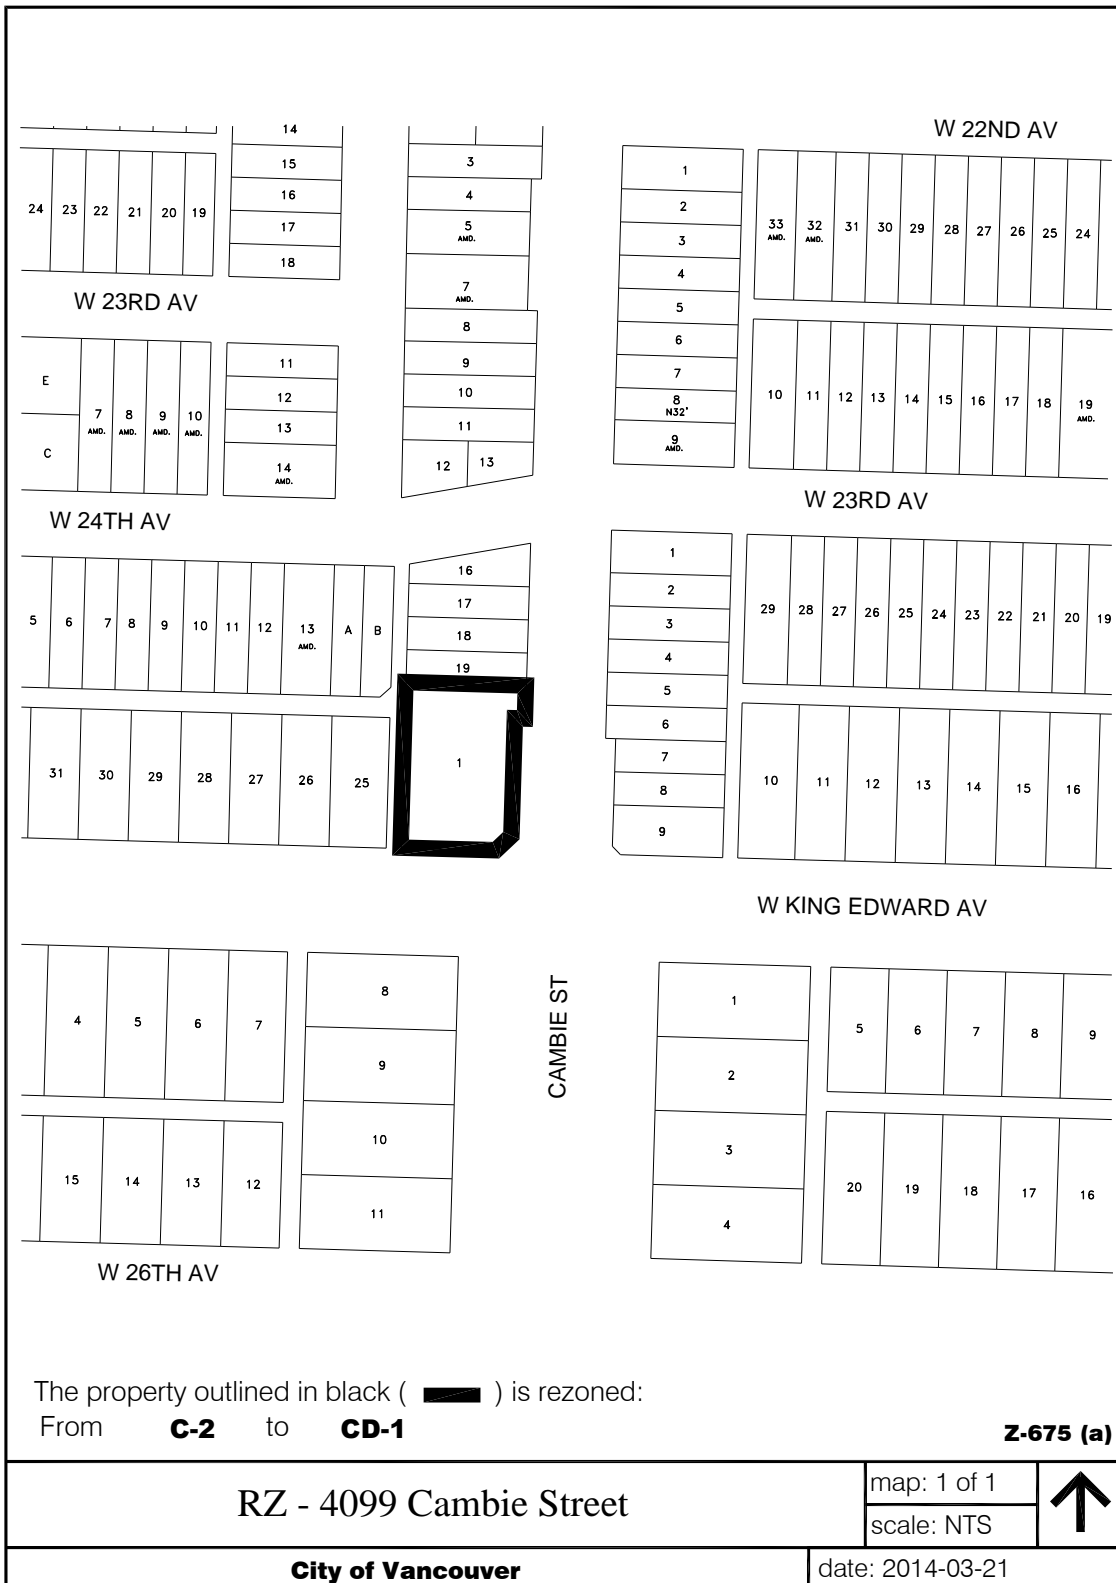 W 22ND AV
14
15
16
17
18
3
4
5
AMD.
7
AMD.
8
9
10
11
12 13
1
2
3
4
5
6
7
8
N32'
9
AMD.
33 32 31 30 29 28 27 26 25 24
AMD. AMD.
24 23 22 21 20 19
W 23RD AV
E
C
7 8 9 10
AMD. AMD. AMD. AMD.
11
12
13
14
AMD.
10 11 12 13 14 15 16 17 18 19
AMD.
W 23RD AV
W 24TH AV
5 6 7 8 9 10 11 12 13 A B
AMD.
16
17
18
19
1
1
2
3
4
5
6
7
8
9
29 28 27 26 25 24 23 22 21 20 19
31 30 29 28 27 26 25
10 11 12 13 14 15 16
W KING EDWARD AV
CAMBIE ST
4 5 6 7
8
9
10
11
1
2
3
4
5 6 7 8 9
15 14 13 12
20 19 18 17 16
W 26TH AV
The property outlined in black ( ) is rezoned:
From C-2 to CD-1
Z-675 (a)
RZ - 4099 Cambie Street
map: 1 of 1
scale: NTS
City of Vancouver
date: 2014-03-21